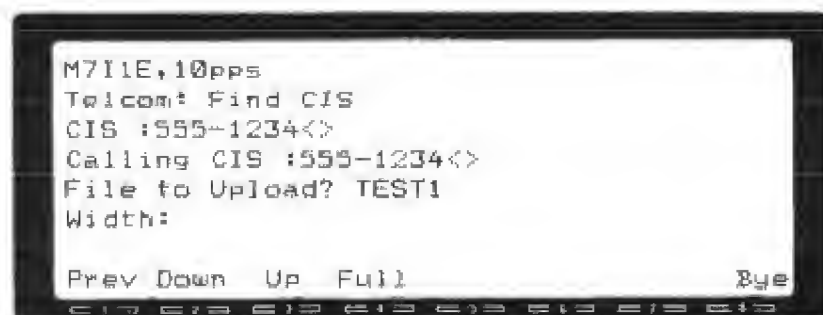 M7I1E,10pps
Telcom: Find CIS
CIS :555-1234<>
Calling CIS :555-1234<>
File to Upload? TEST1
Width:
Prev Down Up Full Bye